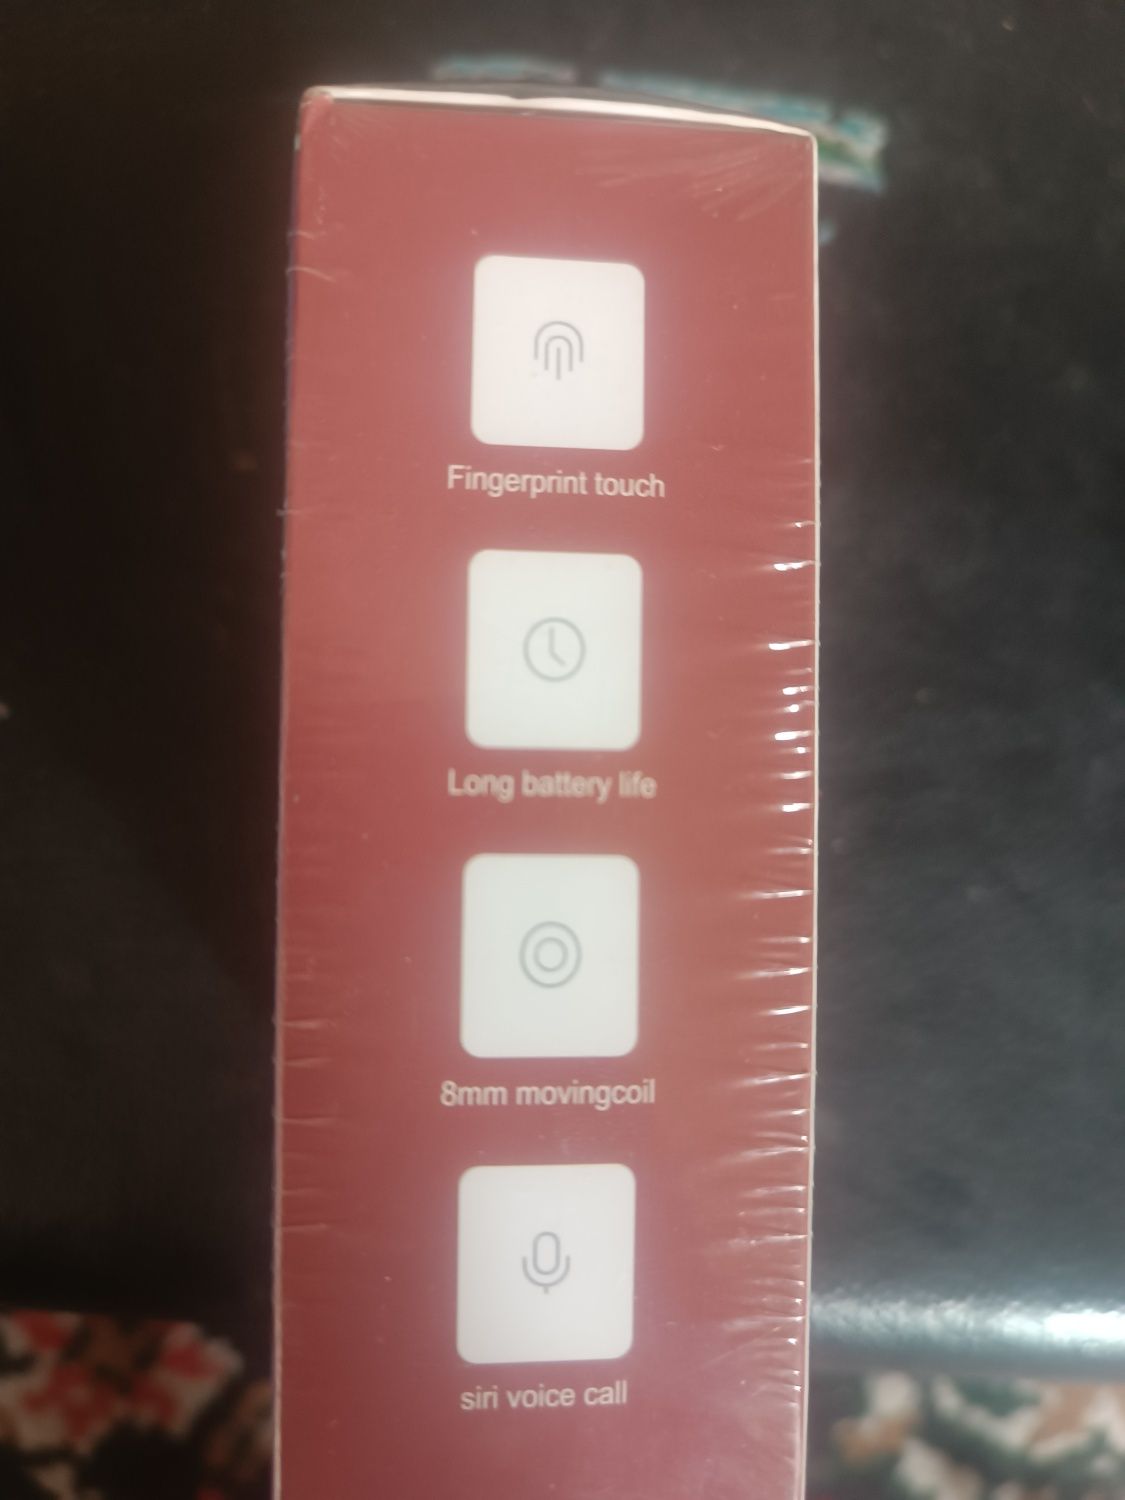 Fingerprint touch
Long battery life
8mm movingcoil
siri voice call